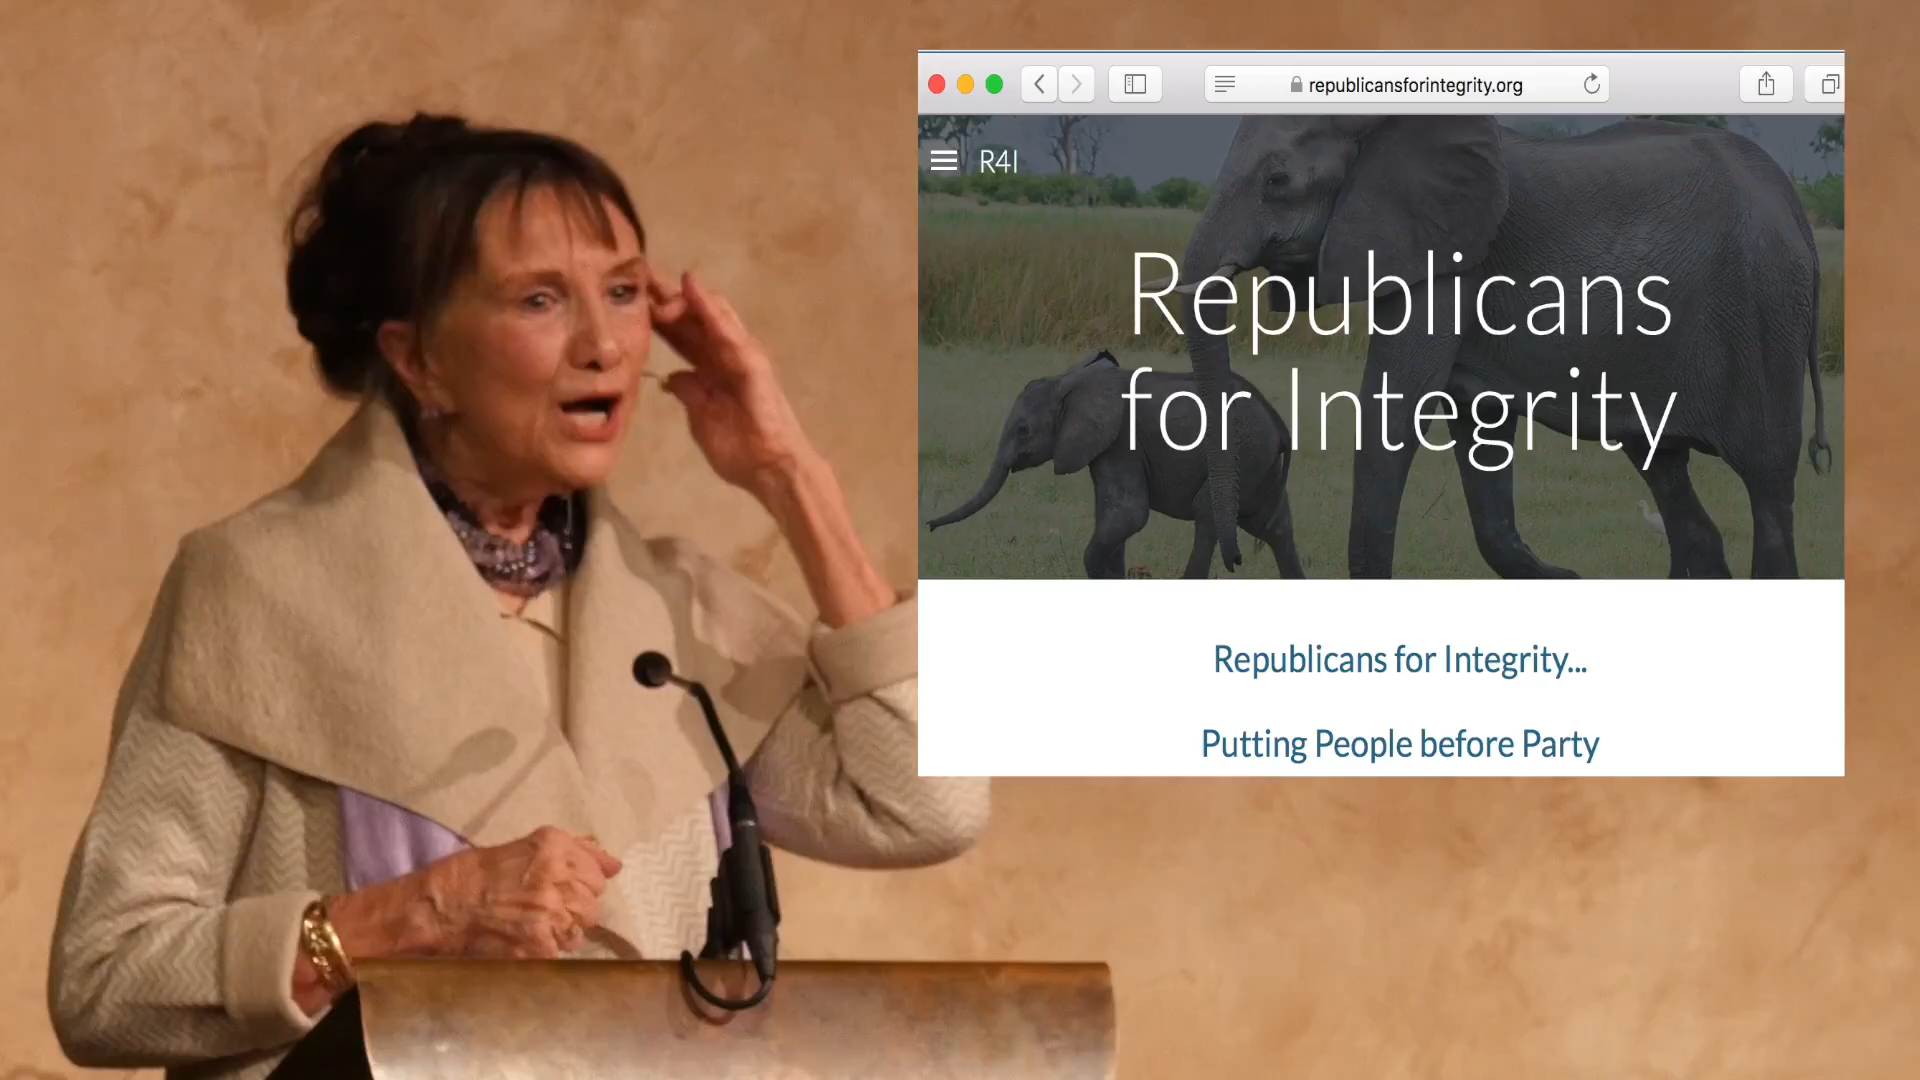 republicansforintegrity.org
R4I
Republicans
for Integrity
Republicans for Integrity...
Putting People before Party